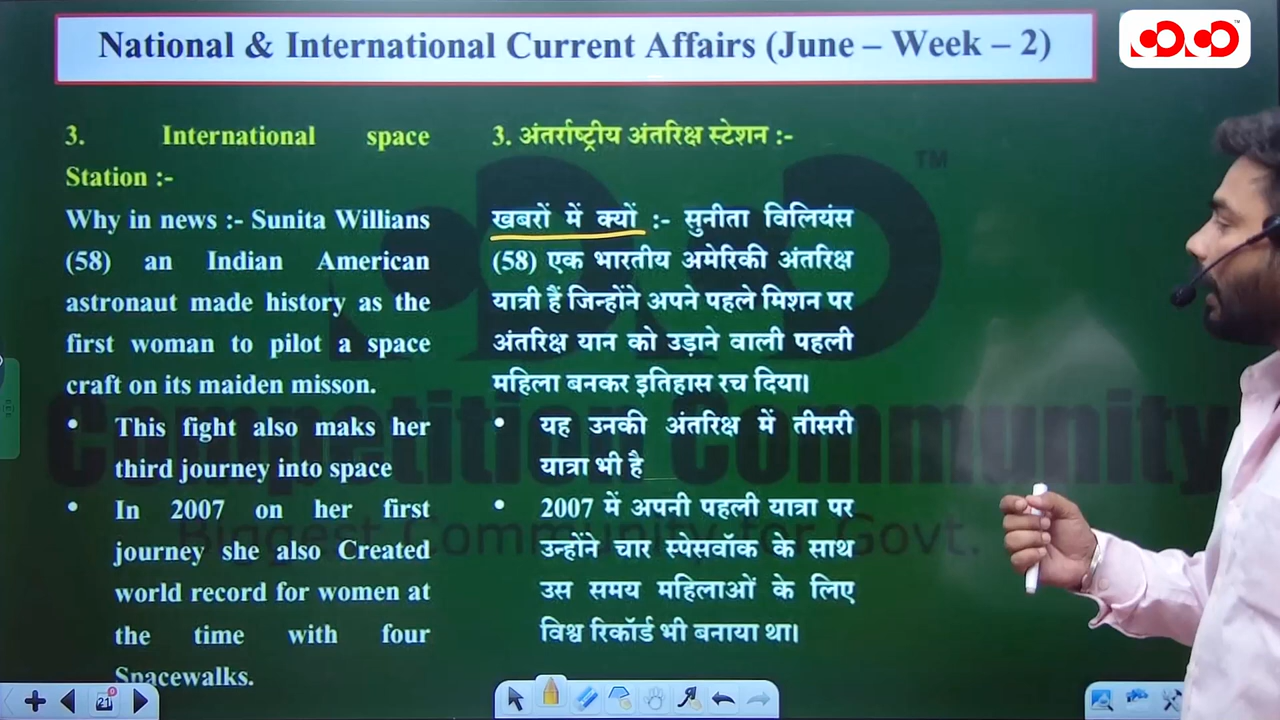 National & International Current Affairs (June – Week – 2)
3. International space
Station :-
Why in news :- Sunita Willians
(58) an Indian American
astronaut made history as the
first woman to pilot a space
craft on its maiden misson.
• This fight also maks her
third journey into space
• In 2007 on her first
journey she also Created
world record for women at
the time with four
Spacewalks.
3. अंतर्राष्ट्रीय अंतरिक्ष स्टेशन :-
खबरों में क्यों :- सुनीता विलियंस
(58) एक भारतीय अमेरिकी अंतरिक्ष
यात्री हैं जिन्होंने अपने पहले मिशन पर
अंतरिक्ष यान को उड़ाने वाली पहली
महिला बनकर इतिहास रच दिया।
• यह उनकी अंतरिक्ष में तीसरी
यात्रा भी है
• 2007 में अपनी पहली यात्रा पर
उन्होंने चार स्पेसवॉक के साथ
उस समय महिलाओं के लिए
विश्व रिकॉर्ड भी बनाया था।
TM
Competition Community
Biggest Community for Govt.
21